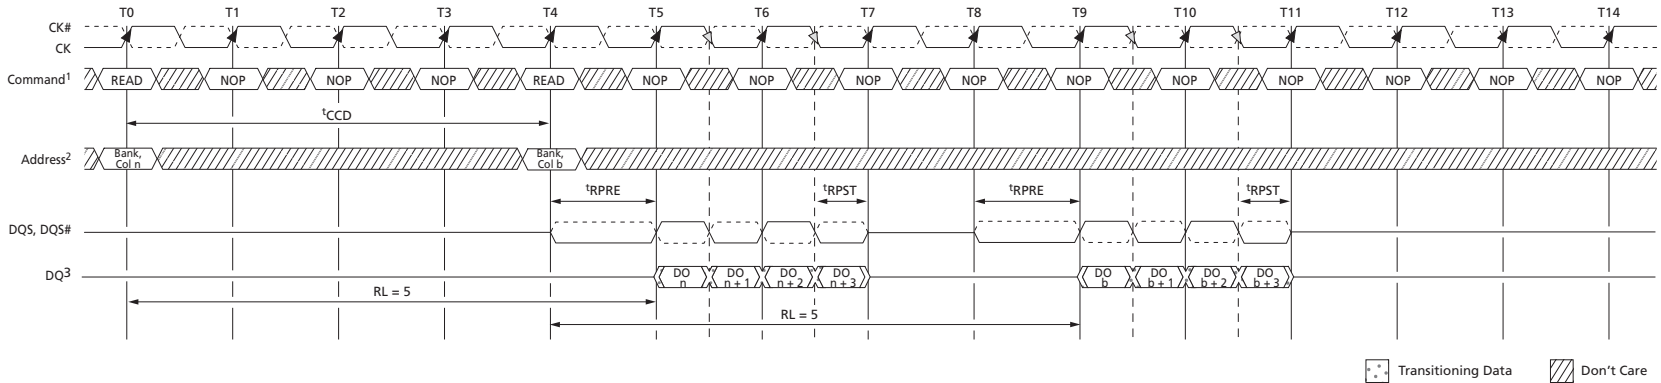 T0 T1 T2 T3 T4 T5 T6 T7 T8 T9 T10 T11 T12 T13 T14
CK#
CK
Command1 READ NOP NOP NOP READ NOP NOP NOP NOP NOP NOP NOP NOP NOP NOP
tCCD
Address2 Bank, Col n Bank, Col b
tRPRE tRPST tRPRE tRPST
DQS, DQS#
DQ3 DO n DO n + 1 DO n + 2 DO n + 3 DO b DO b + 1 DO b + 2 DO b + 3
RL = 5
RL = 5
Transitioning Data Don't Care